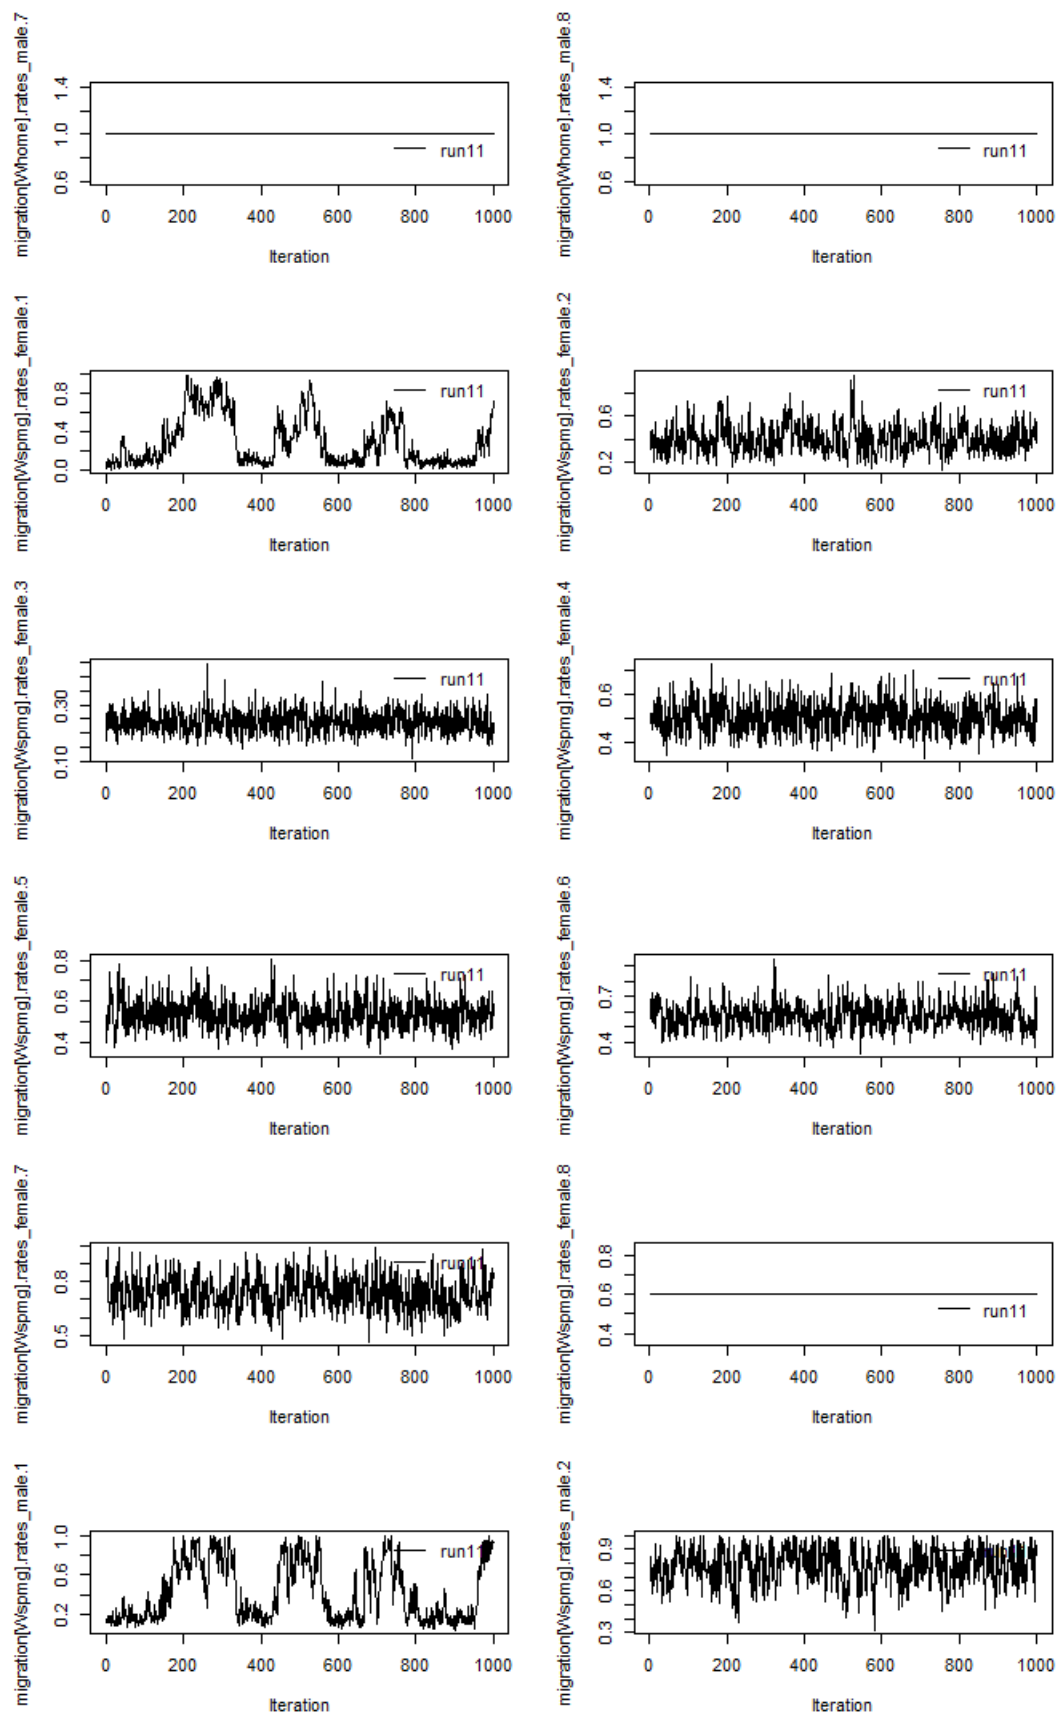 migration[Whome].rates_male.7
1.4
1.0
0.6
run11
0 200 400 600 800 1000
Iteration
migration[Whome].rates_male.8
1.4
1.0
0.6
run11
0 200 400 600 800 1000
Iteration
migration[Wspmg].rates_female.1
0.8
0.4
0.0
run11
0 200 400 600 800 1000
Iteration
migration[Wspmg].rates_female.2
0.6
0.2
run11
0 200 400 600 800 1000
Iteration
migration[Wspmg].rates_female.3
0.30
0.10
run11
0 200 400 600 800 1000
Iteration
migration[Wspmg].rates_female.4
0.6
0.4
run11
0 200 400 600 800 1000
Iteration
migration[Wspmg].rates_female.5
0.8
0.6
0.4
run11
0 200 400 600 800 1000
Iteration
migration[Wspmg].rates_female.6
0.7
0.4
run11
0 200 400 600 800 1000
Iteration
migration[Wspmg].rates_female.7
0.8
0.5
run11
0 200 400 600 800 1000
Iteration
migration[Wspmg].rates_female.8
0.8
0.6
0.4
run11
0 200 400 600 800 1000
Iteration
migration[Wspmg].rates_male.1
1.0
0.6
0.2
run11
0 200 400 600 800 1000
Iteration
migration[Wspmg].rates_male.2
0.9
0.6
0.3
0 200 400 600 800 1000
Iteration